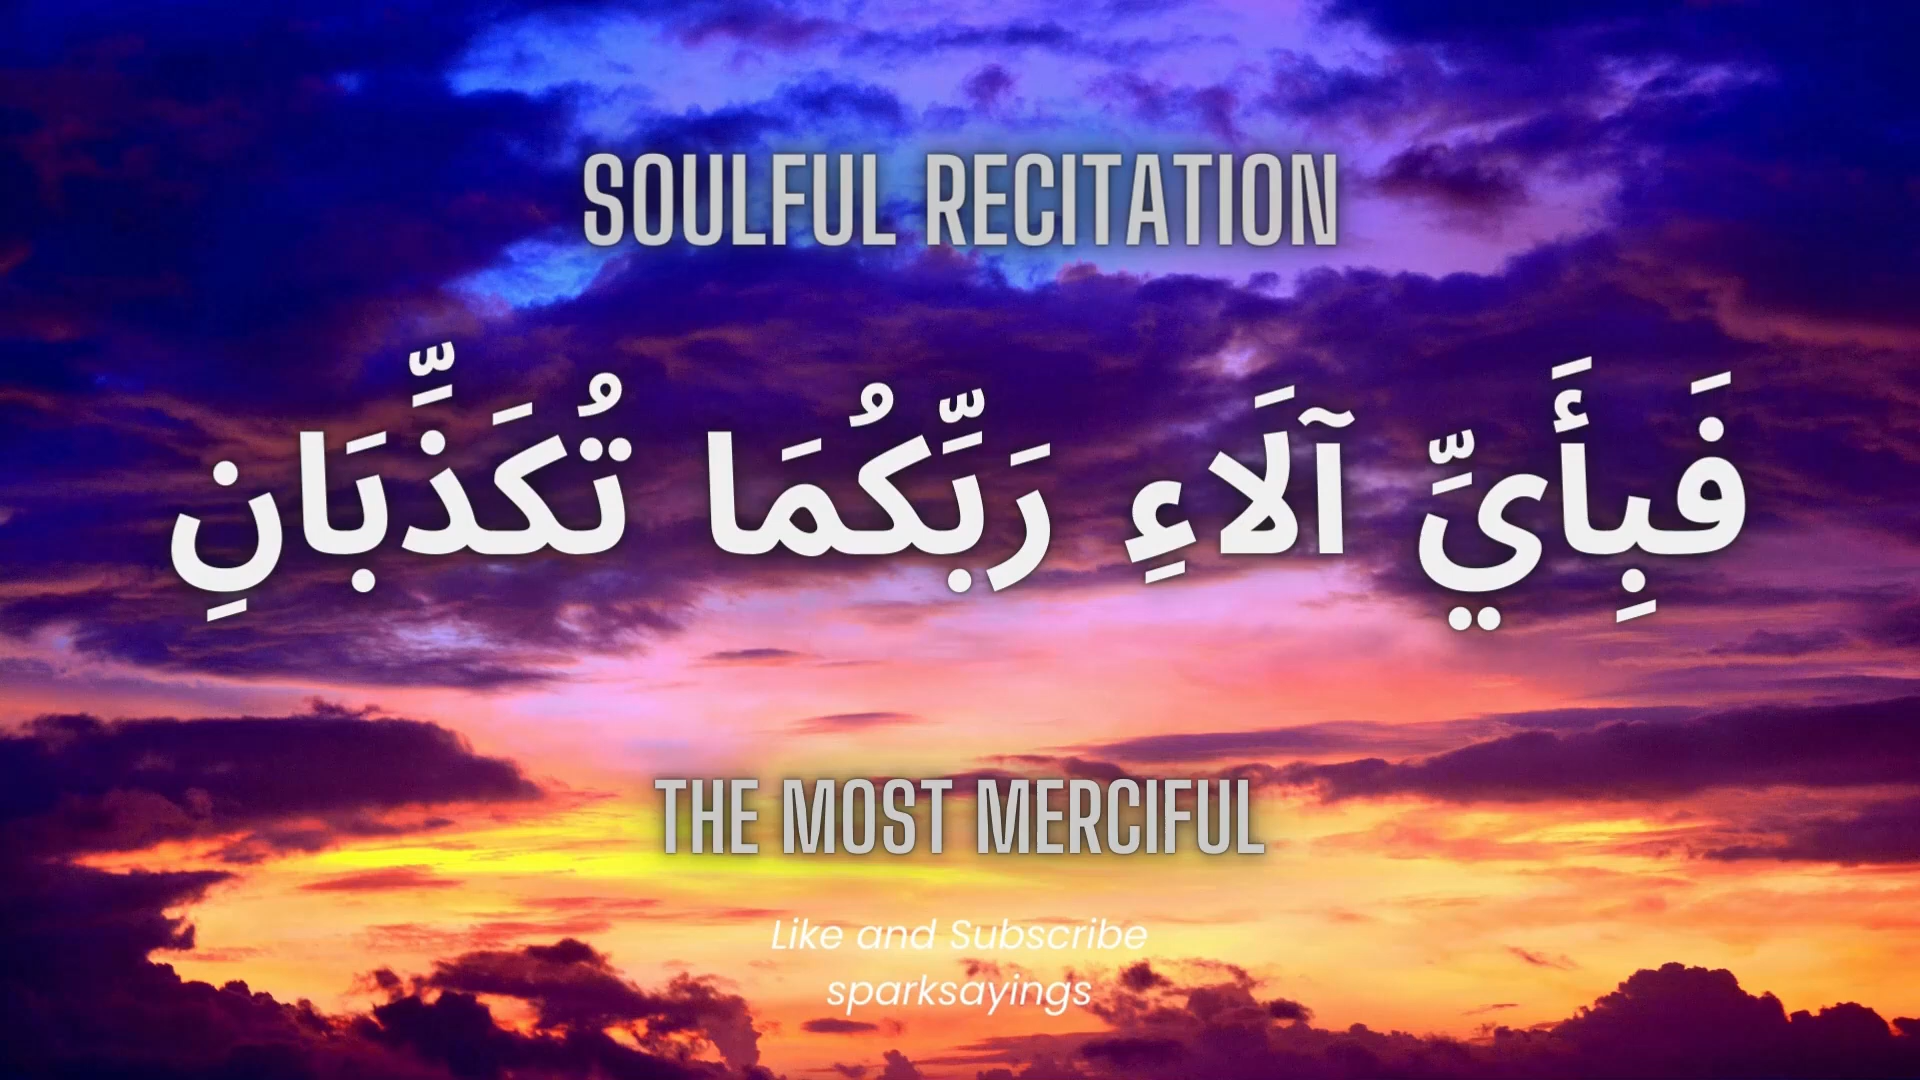 SOULFUL RECITATION
فَبِأَيِّ آلَاءِ رَبِّكُمَا تُكَذِّبَانِ
THE MOST MERCIFUL
Like and Subscribe
sparksayings